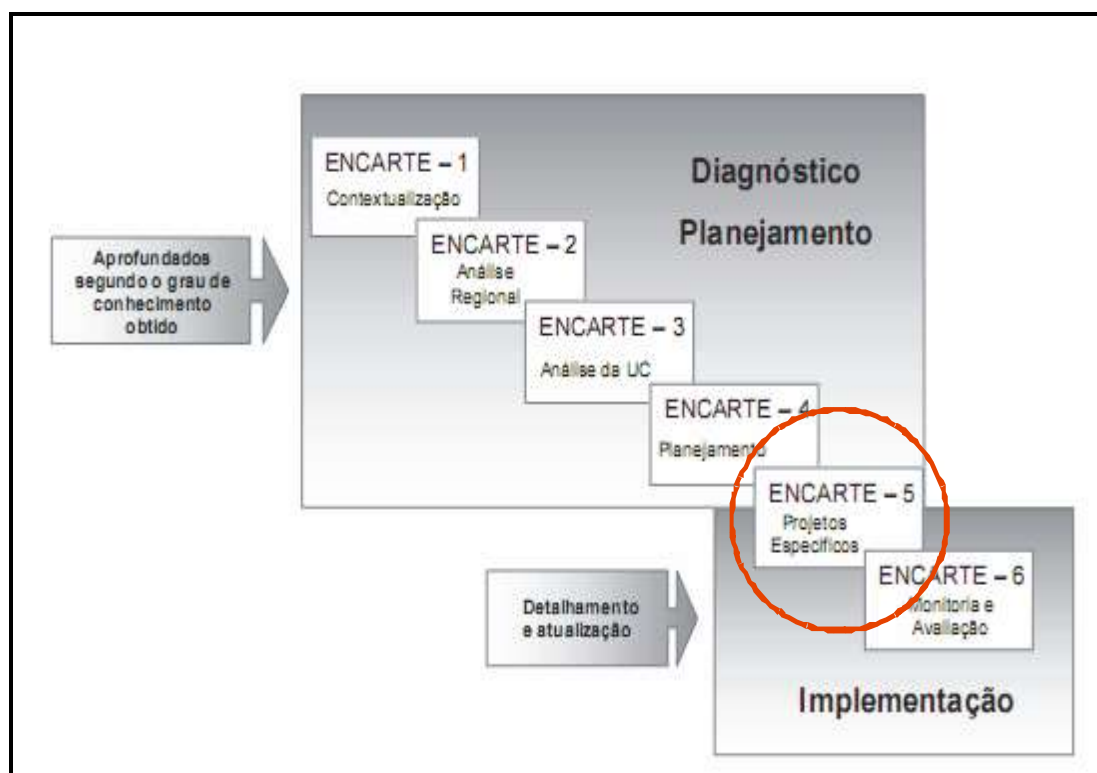 ENCARTE – 1
Contextualização
Diagnóstico
Planejamento
ENCARTE – 2
Análise
Regional
Aprofundados
segundo o grau de
conhecimento
obtido
ENCARTE – 3
Análise da UC
ENCARTE – 4
Planejamento
ENCARTE – 5
Projetos
Específicos
ENCARTE – 6
Monitoria e
Avaliação
Detalhamento
e atualização
Implementação